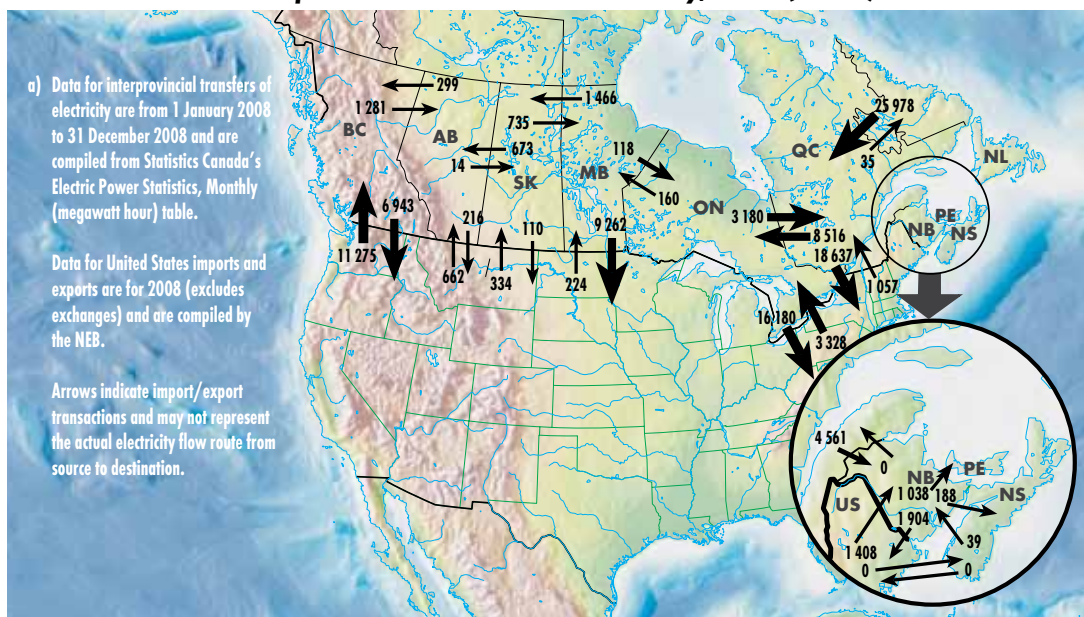 a) Data for interprovincial transfers of
electricity are from 1 January 2008
to 31 December 2008 and are
compiled from Statistics Canada's
Electric Power Statistics, Monthly
(megawatt hour) table.
Data for United States imports and
exports are for 2008 (excludes
exchanges) and are compiled by
the NEB.
Arrows indicate import/export
transactions and may not represent
the actual electricity flow route from
source to destination.
299
1 281
BC
AB
1 466
735
673
14
SK
MB
118
160
ON
25 978
QC
35
NL
PE
NB
NS
3 180
8 516
18 637
1 057
6 943
11 275
216
662
334
110
224
9 262
16 180
3 328
4 561
0
NB
PE
US
1 038
188
NS
1 904
39
1 408
0
0